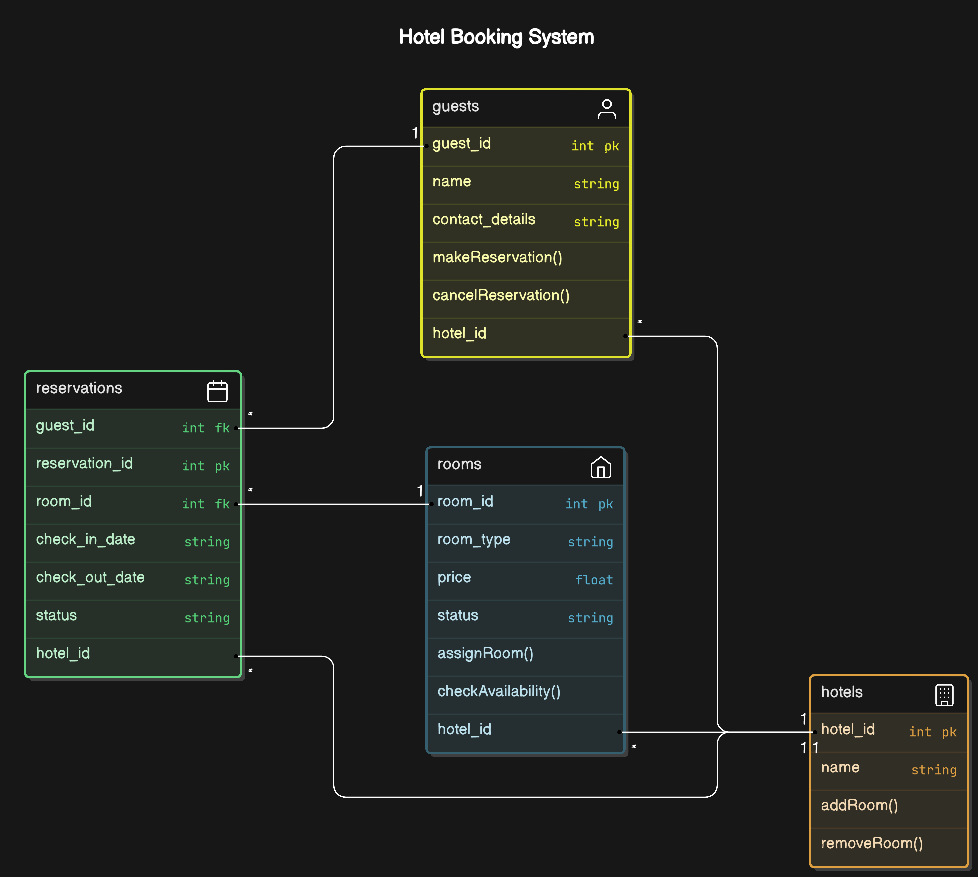 Hotel Booking System
guests
1
guest_id int pk
name string
contact_details string
makeReservation()
cancelReservation()
hotel_id
*
reservations
*
guest_id int fk
reservation_id int pk
*
room_id int fk
check_in_date string
check_out_date string
status string
hotel_id
*
rooms
1
room_id int pk
room_type string
price float
status string
assignRoom()
checkAvailability()
hotel_id
*
hotels
1
hotel_id int pk
1 1
name string
addRoom()
removeRoom()